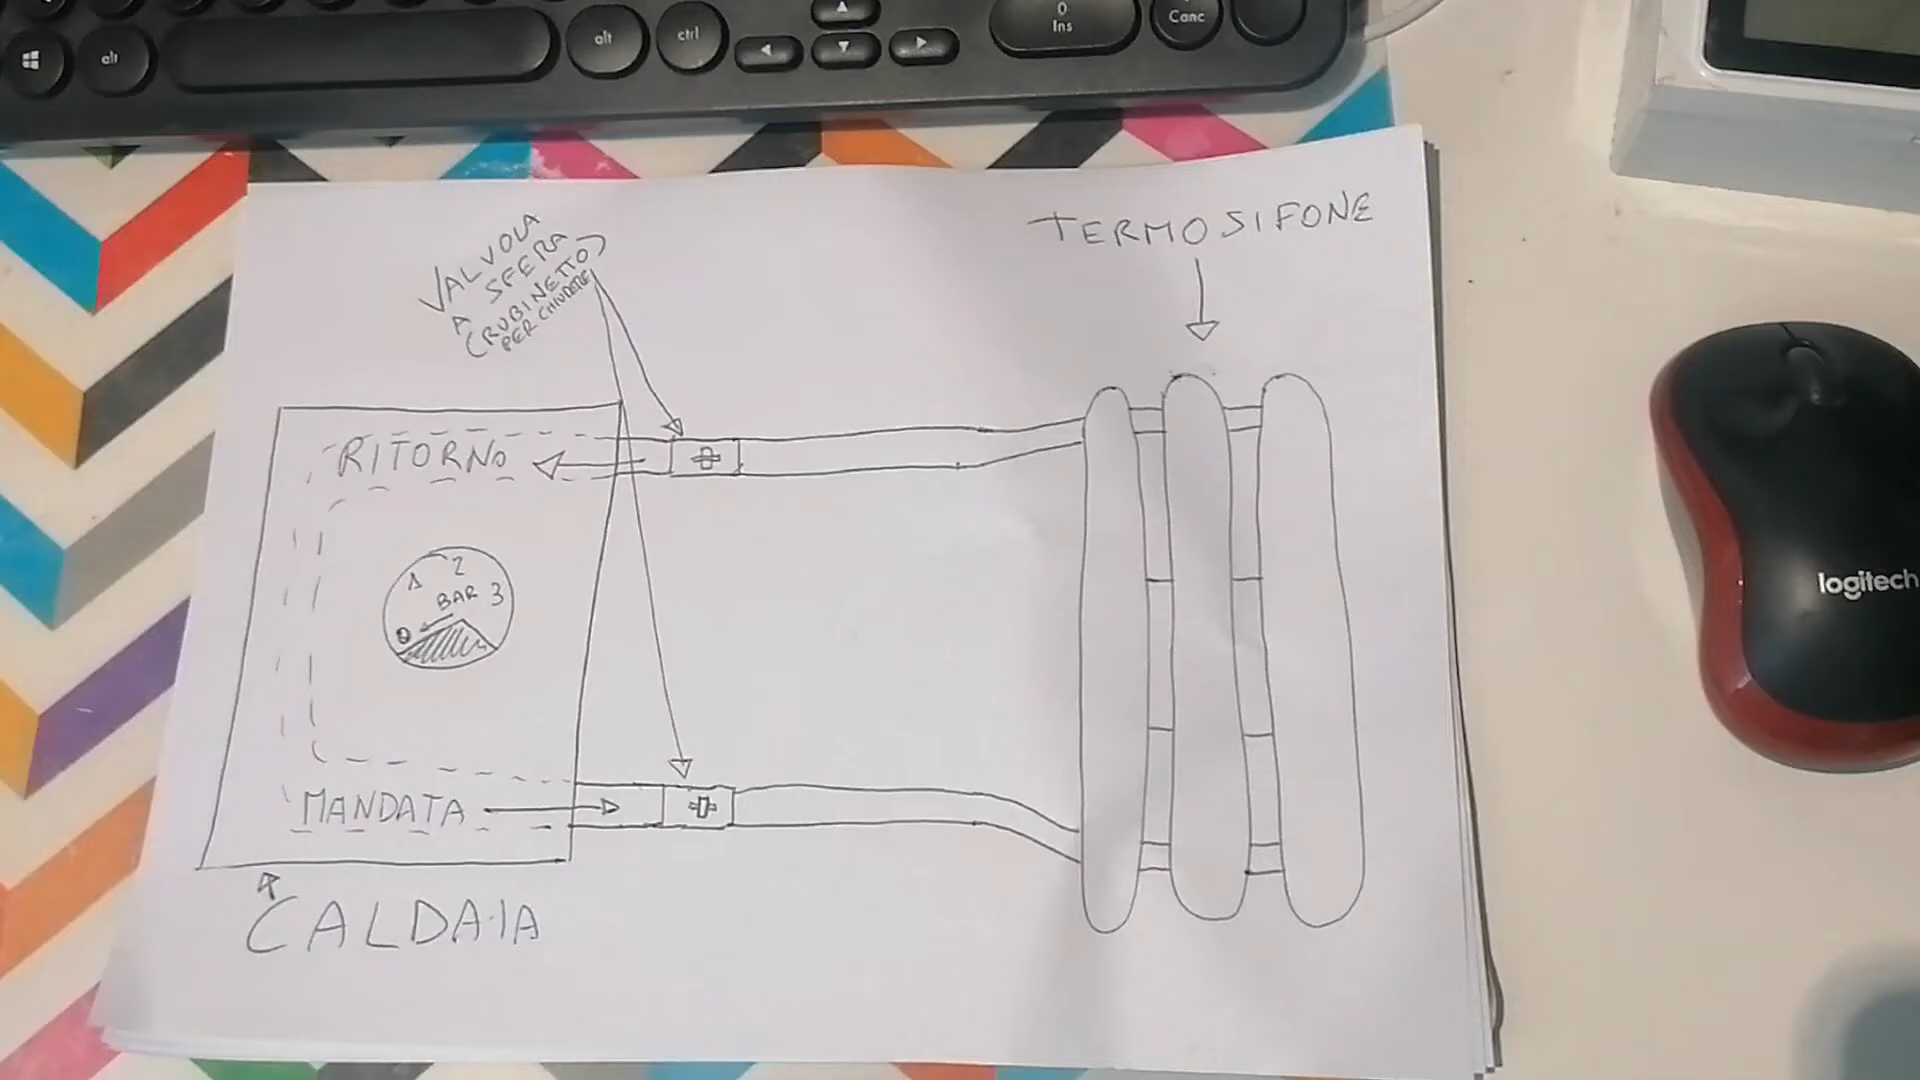 alt
alt
ctrl
0
Ins
Canc
TERMOSIFONE
VALVOLA
A SFERA
(RUBINETTO)
PER CHIUDERE
RITORNO
1 2 3
BAR
0
MANDATA
CALDAIA
logitech